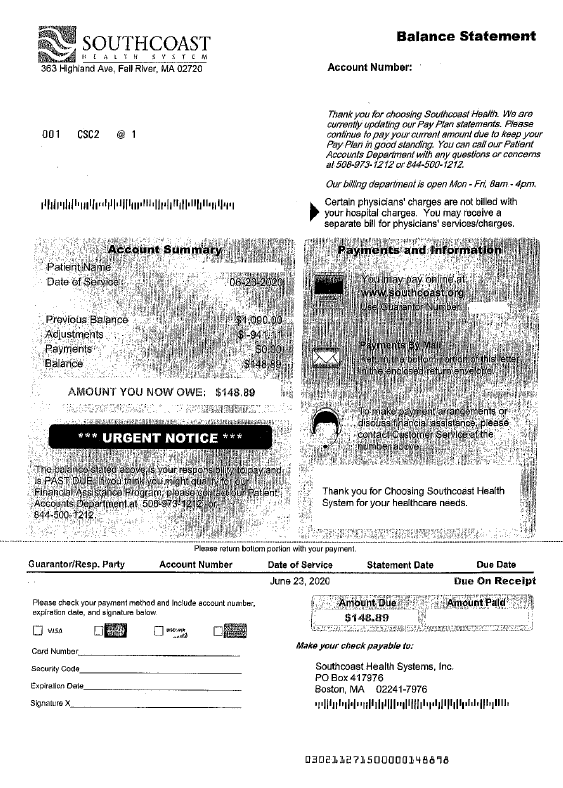 SOUTHCOAST
HEALTH SYSTEM
363 Highland Ave, Fall River, MA 02720
Balance Statement
Account Number:
001 CSC2 @ 1
Thank you for choosing Southcoast Health. We are
currently updating our Pay Plan statements. Please
continue to pay your current amount due to keep your
Pay Plan in good standing. You can call our Patient
Accounts Department with any questions or concerns
at 508-973-1212 or 844-500-1212.
Our billing department is open Mon - Fri, 8am - 4pm.
Certain physicians' charges are not billed with
your hospital charges. You may receive a
separate bill for physicians' services/charges.
Account Summary
Patient Name
Date of Service 06-23-2020
Previous Balance $1,090.00
Adjustments
Payments $0.00
Balance $148.89
AMOUNT YOU NOW OWE: $148.89
*** URGENT NOTICE ***
The balance stated above is your responsibility to pay and
is PAST DUE. If you think you might qualify for our
Financial Assistance Program, please contact our Patient
Accounts Department at 508-973-1212 or
844-500-1212.
Payments and Information
You may pay online at
www.southcoast.org
Use Guarantor Number:
Payments By Mail
Return the bottom portion of this letter
in the enclosed return envelope.
To make payment arrangements or
discuss financial assistance, please
contact Customer Service at the
number above.
Thank you for Choosing Southcoast Health
System for your healthcare needs.
Please return bottom portion with your payment.
Guarantor/Resp. Party Account Number Date of Service Statement Date Due Date
June 23, 2020 Due On Receipt
Please check your payment method and include account number,
expiration date, and signature below.
VISA DISCOVER
Card Number
Security Code
Expiration Date
Signature X
Amount Due Amount Paid
$148.89
Make your check payable to:
Southcoast Health Systems, Inc.
PO Box 417976
Boston, MA 02241-7976
030211271500000148898